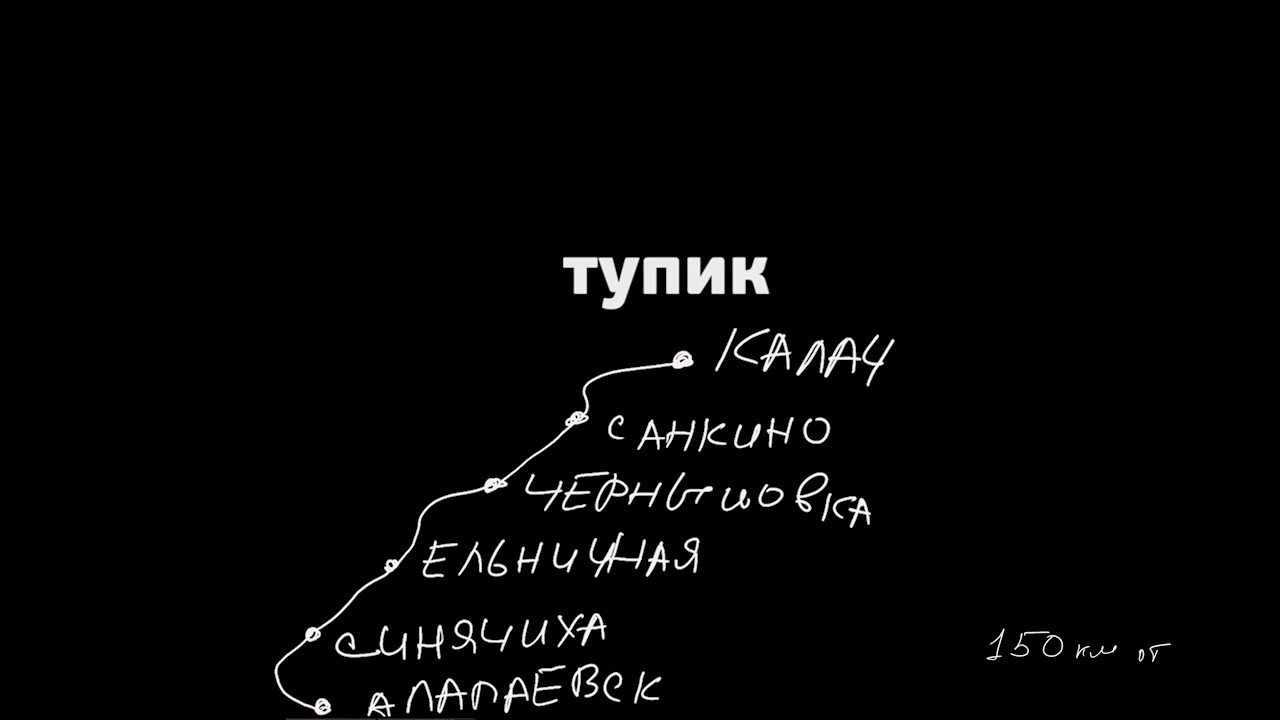 тупик
КАЛАЧ
САНКИНО
ЧЕРНЫШОВКА
ЕЛЬНИЧНАЯ
СИНЯЧИХА
АЛАПАЕВСК
150 км от